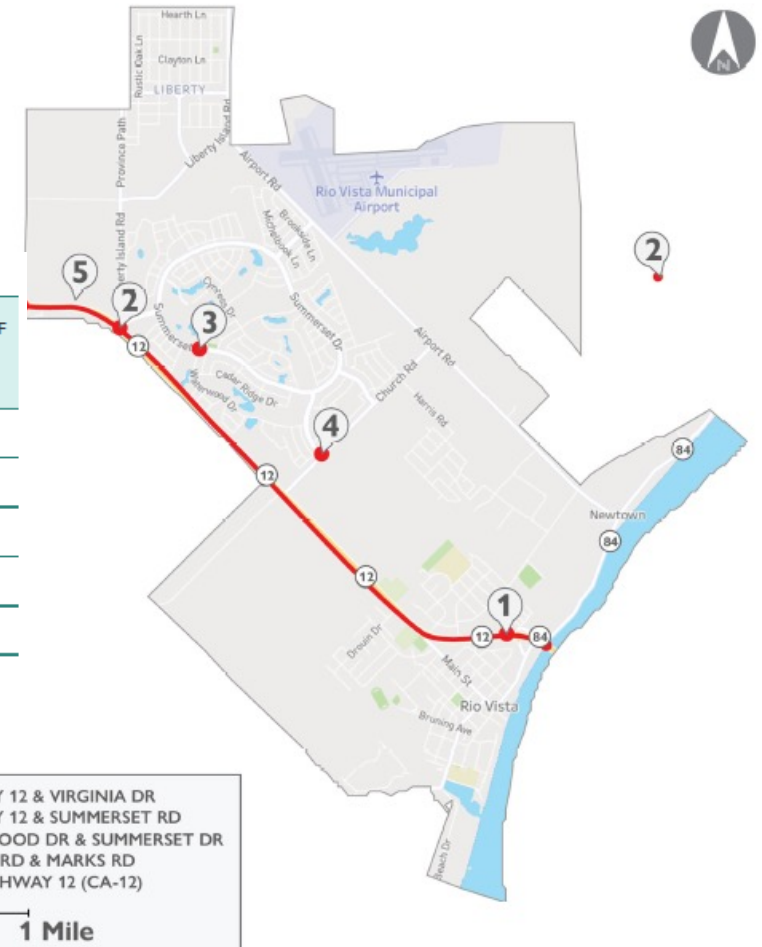 Hearth Ln
Rustic Oak Ln
Clayton Ln
LIBERTY
Liberty Island Rd
Province Path
Airport Rd
N
Rio Vista Municipal
Airport
Brookside Ln
Michelbook Ln
erty Island Rd
2
5
2
F
Cypress Dr
Summerset Dr
Summerset
3
12
Cedar Ridge Dr
Waterwood Dr
Airport Rd
Church Rd
Harris Rd
4
84
12
Newtown
84
12
1
12
84
Drouin Dr
Main St
Rio Vista
Bruning Ave
Beach Dr
Y 12 & VIRGINIA DR
Y 12 & SUMMERSET RD
OOD DR & SUMMERSET DR
RD & MARKS RD
HWAY 12 (CA-12)
1 Mile